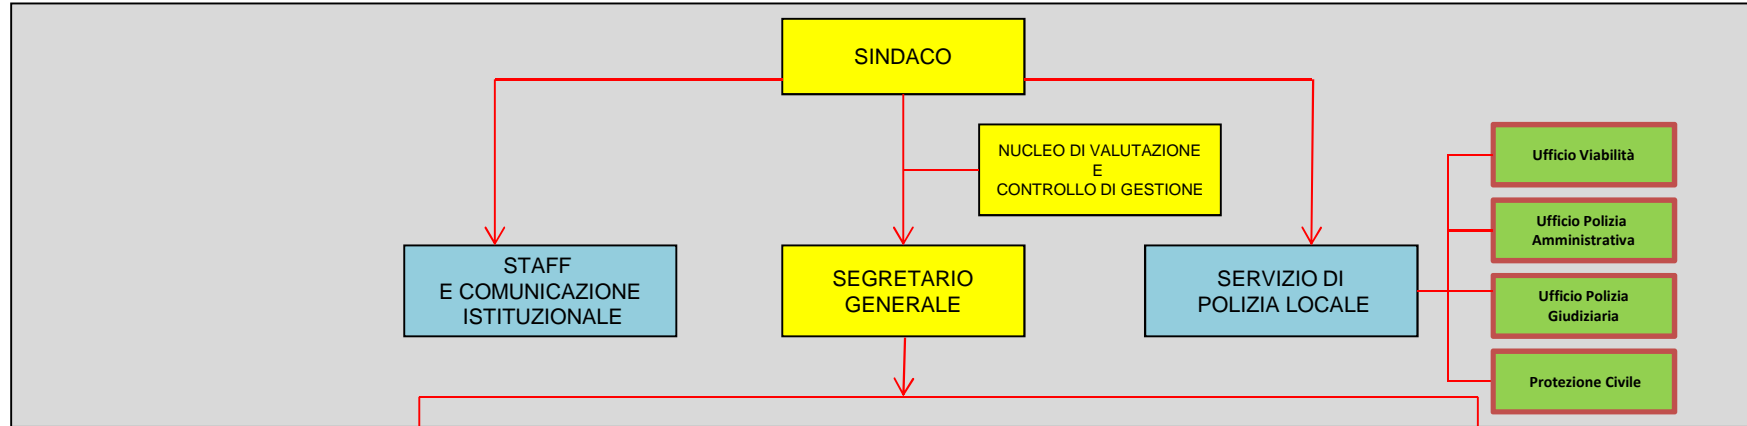 SINDACO
NUCLEO DI VALUTAZIONE
E
CONTROLLO DI GESTIONE
STAFF
E COMUNICAZIONE
ISTITUZIONALE
SEGRETARIO
GENERALE
SERVIZIO DI
POLIZIA LOCALE
Ufficio Viabilità
Ufficio Polizia
Amministrativa
Ufficio Polizia
Giudiziaria
Protezione Civile